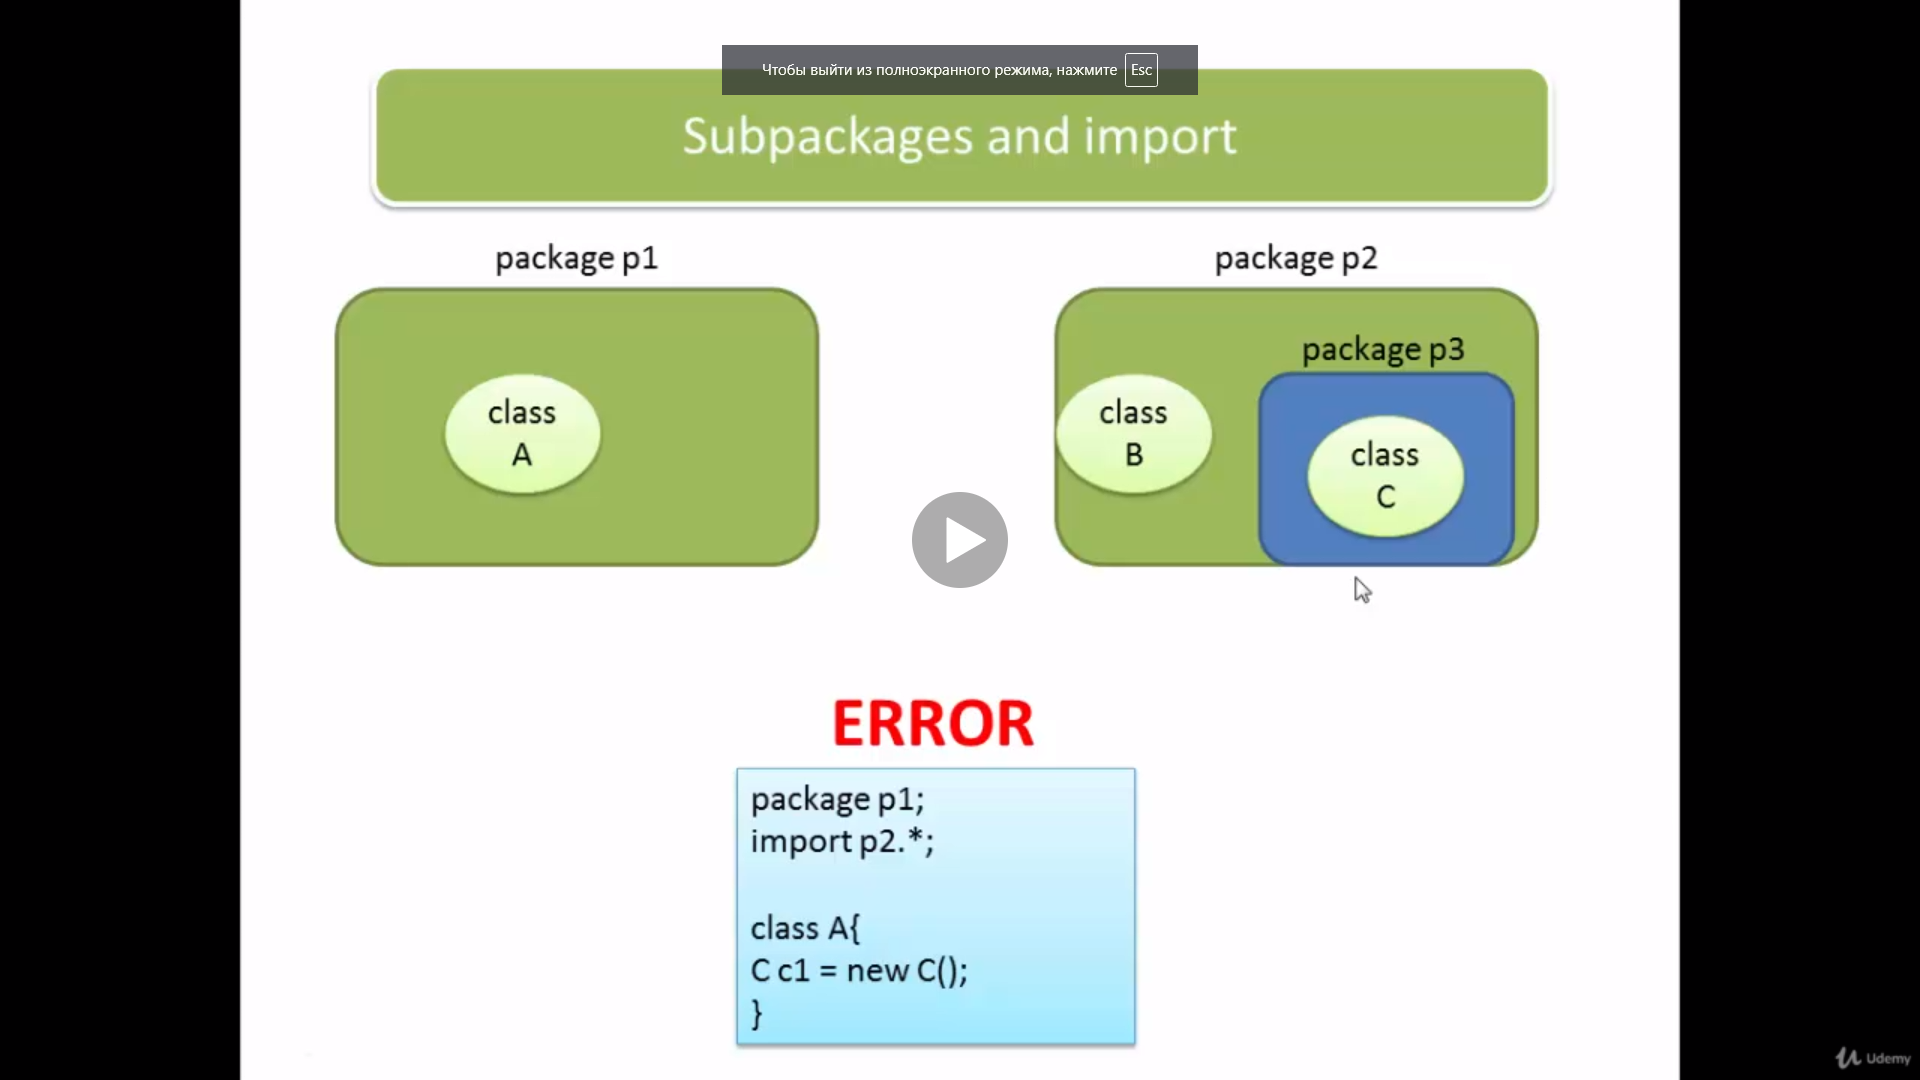 Чтобы выйти из полноэкранного режима, нажмите Esc
Subpackages and import
package p1
package p2
package p3
class
A
class
B
class
C
ERROR
package p1;
import p2.*;
class A{
C c1 = new C();
}
Udemy